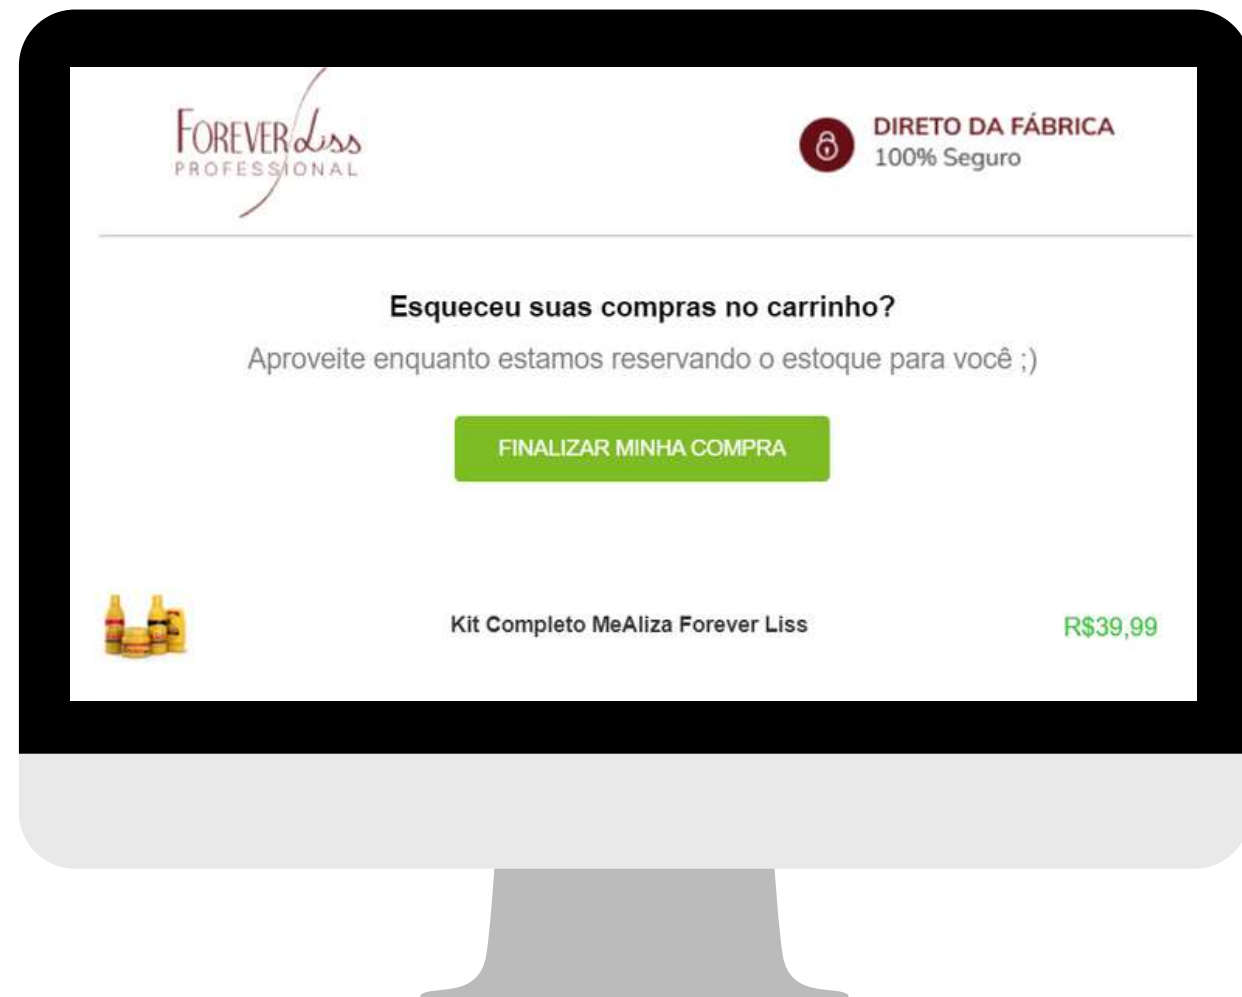 FOREVER Liss
PROFESSIONAL
DIRETO DA FÁBRICA
100% Seguro
Esqueceu suas compras no carrinho?
Aproveite enquanto estamos reservando o estoque para você ;)
FINALIZAR MINHA COMPRA
Kit Completo MeAliza Forever Liss
R$39,99